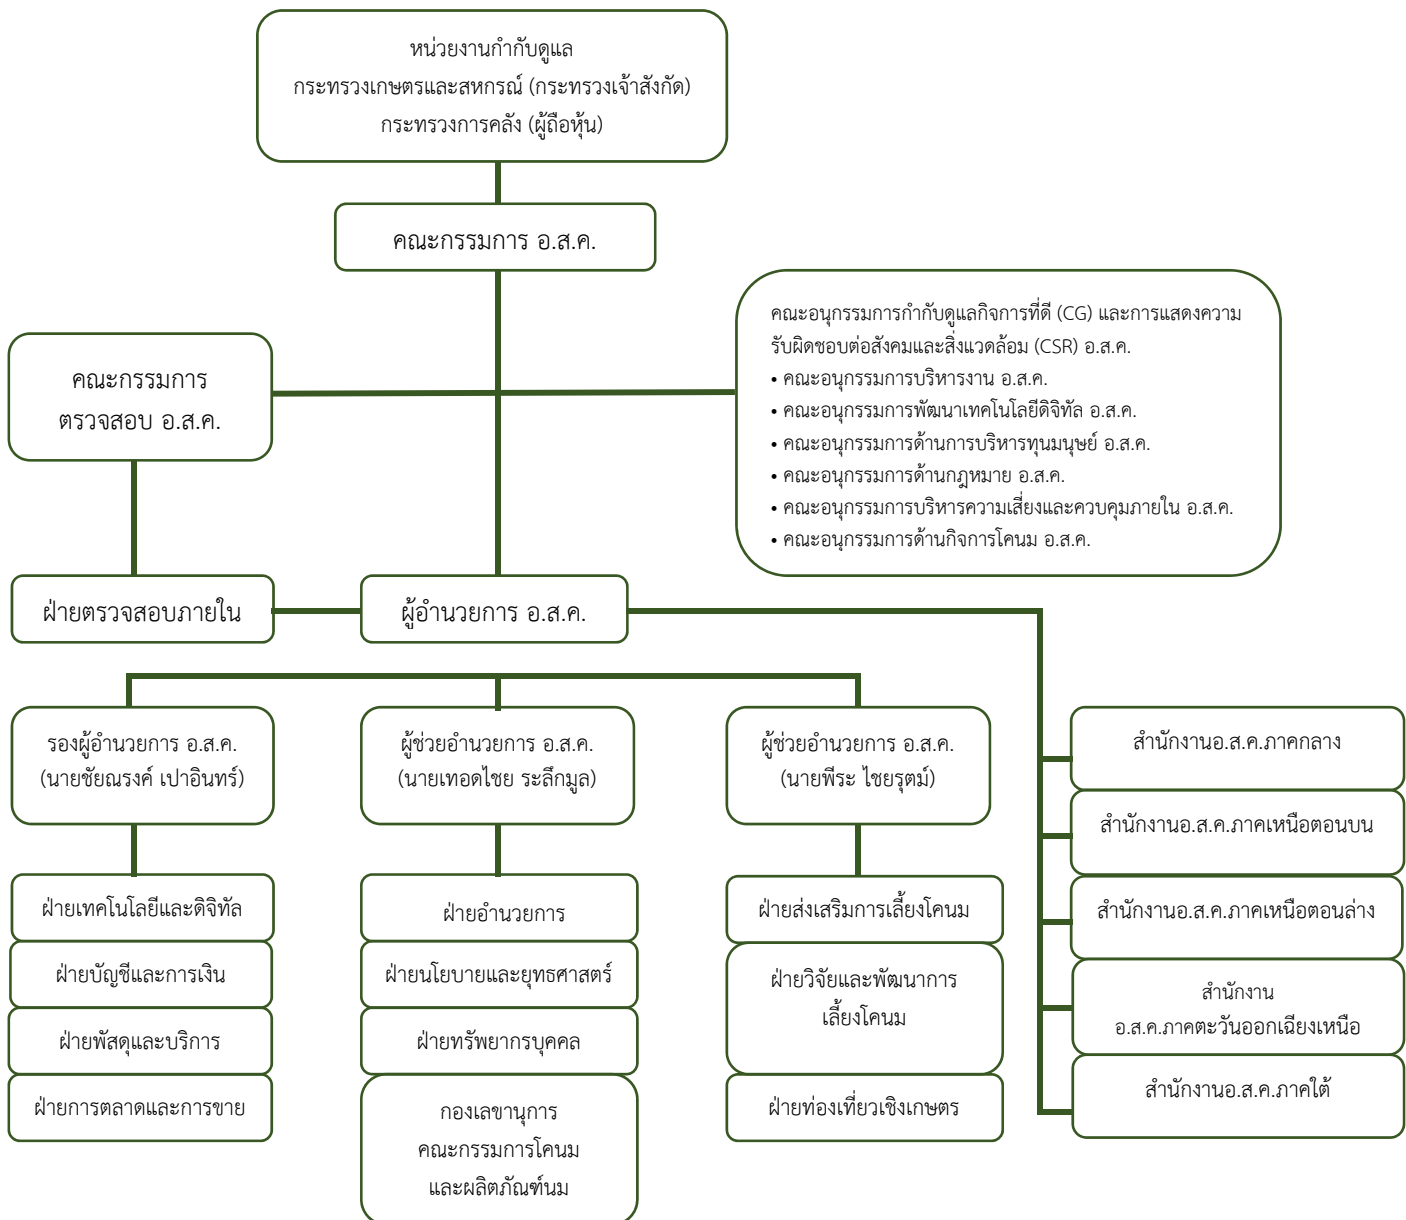 หน่วยงานกำกับดูแล
กระทรวงเกษตรและสหกรณ์ (กระทรวงเจ้าสังกัด)
กระทรวงการคลัง (ผู้ถือหุ้น)
คณะกรรมการ อ.ส.ค.
คณะกรรมการ
ตรวจสอบ อ.ส.ค.
คณะอนุกรรมการกำกับดูแลกิจการที่ดี (CG) และการแสดงความ
รับผิดชอบต่อสังคมและสิ่งแวดล้อม (CSR) อ.ส.ค.
• คณะอนุกรรมการบริหารงาน อ.ส.ค.
• คณะอนุกรรมการพัฒนาเทคโนโลยีดิจิทัล อ.ส.ค.
• คณะอนุกรรมการด้านการบริหารทุนมนุษย์ อ.ส.ค.
• คณะอนุกรรมการด้านกฎหมาย อ.ส.ค.
• คณะอนุกรรมการบริหารความเสี่ยงและควบคุมภายใน อ.ส.ค.
• คณะอนุกรรมการด้านกิจการโคนม อ.ส.ค.
ฝ่ายตรวจสอบภายใน
ผู้อำนวยการ อ.ส.ค.
รองผู้อำนวยการ อ.ส.ค.
(นายชัยณรงค์ เปาอินทร์)
ผู้ช่วยอำนวยการ อ.ส.ค.
(นายเทอดไชย ระลึกมูล)
ผู้ช่วยอำนวยการ อ.ส.ค.
(นายพีระ ไชยรุตม์)
ฝ่ายเทคโนโลยีและดิจิทัล
ฝ่ายบัญชีและการเงิน
ฝ่ายพัสดุและบริการ
ฝ่ายการตลาดและการขาย
ฝ่ายอำนวยการ
ฝ่ายนโยบายและยุทธศาสตร์
ฝ่ายทรัพยากรบุคคล
กองเลขานุการ
คณะกรรมการโคนม
และผลิตภัณฑ์นม
ฝ่ายส่งเสริมการเลี้ยงโคนม
ฝ่ายวิจัยและพัฒนาการ
เลี้ยงโคนม
ฝ่ายท่องเที่ยวเชิงเกษตร
สำนักงานอ.ส.ค.ภาคกลาง
สำนักงานอ.ส.ค.ภาคเหนือตอนบน
สำนักงานอ.ส.ค.ภาคเหนือตอนล่าง
สำนักงาน
อ.ส.ค.ภาคตะวันออกเฉียงเหนือ
สำนักงานอ.ส.ค.ภาคใต้